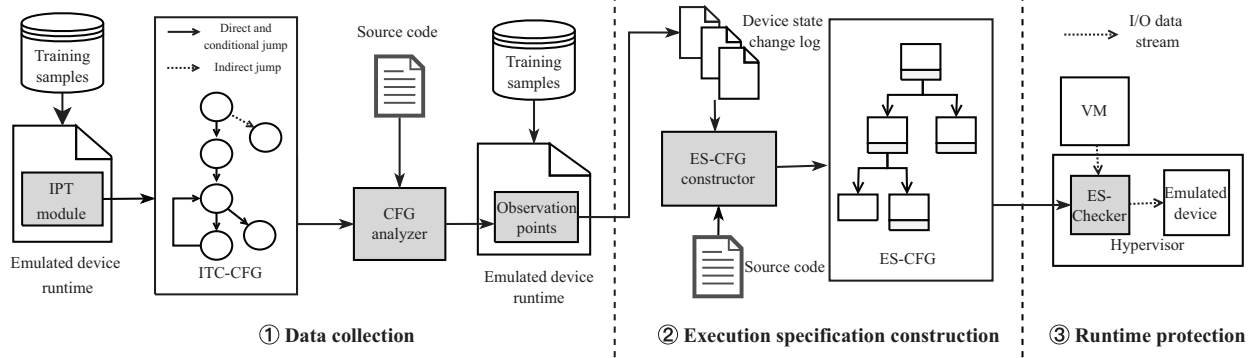 Training
samples
IPT
module
Emulated device
runtime
Direct and
conditional jump
Indirect jump
ITC-CFG
Source code
CFG
analyzer
Training
samples
Observation
points
Emulated device
runtime
① Data collection
Device state
change log
ES-CFG
constructor
Source code
ES-CFG
② Execution specification construction
I/O data
stream
VM
ES-
Checker
Emulated
device
Hypervisor
③ Runtime protection